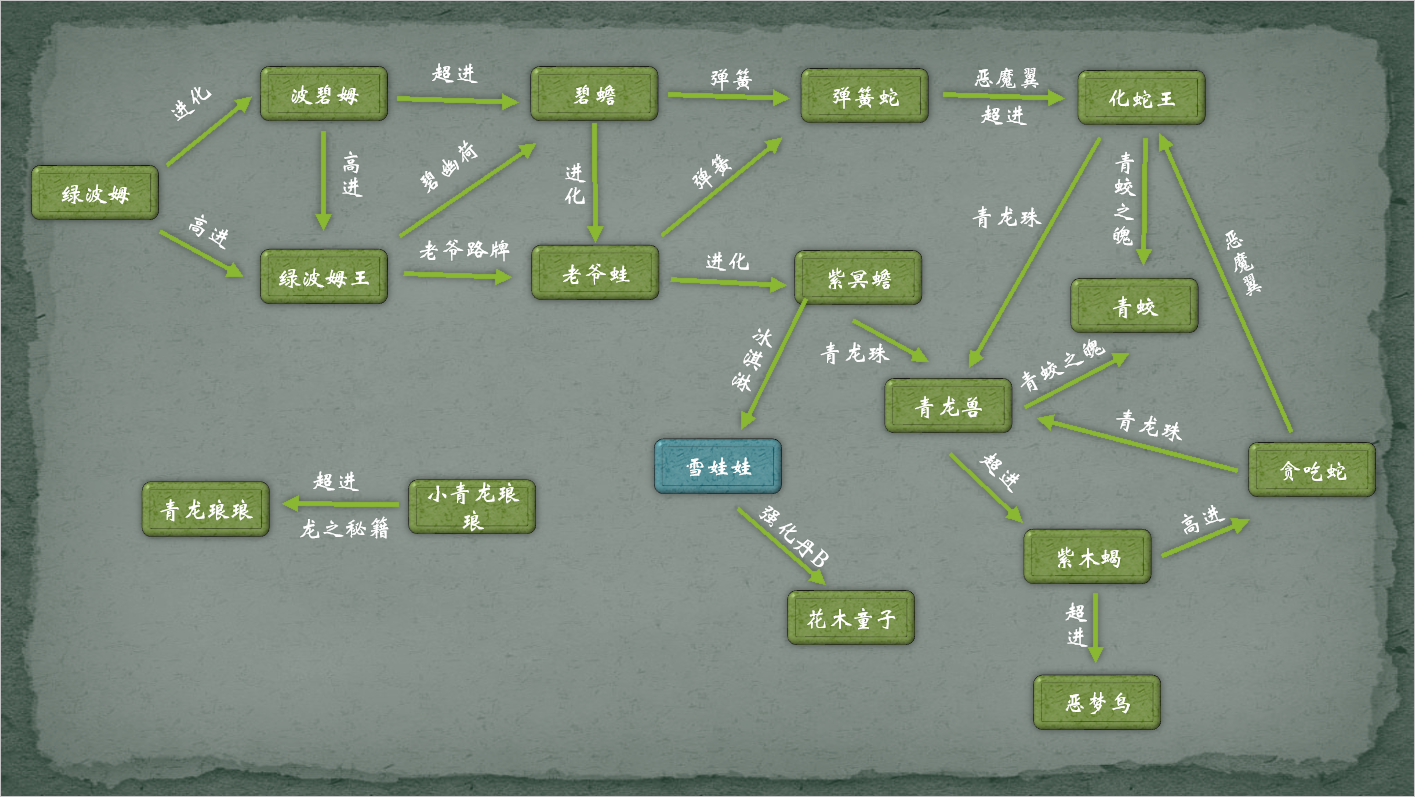 进化
波碧姆
超进
碧蟾
弹簧
弹簧蛇
恶魔翼
超进
化蛇王
绿波姆
高进
高进
碧幽荷
进化
弹簧
青龙珠
青蛟之魄
恶魔翼
绿波姆王
老爷路牌
老爷蛙
进化
紫冥蟾
青蛟
冰淇淋
青龙珠
青龙兽
青蛟之魄
青龙珠
贪吃蛇
雪娃娃
超进
高进
青龙琅琅
超进
龙之秘籍
小青龙琅
琅
强化丹B
紫木蝎
花木童子
超进
恶梦鸟